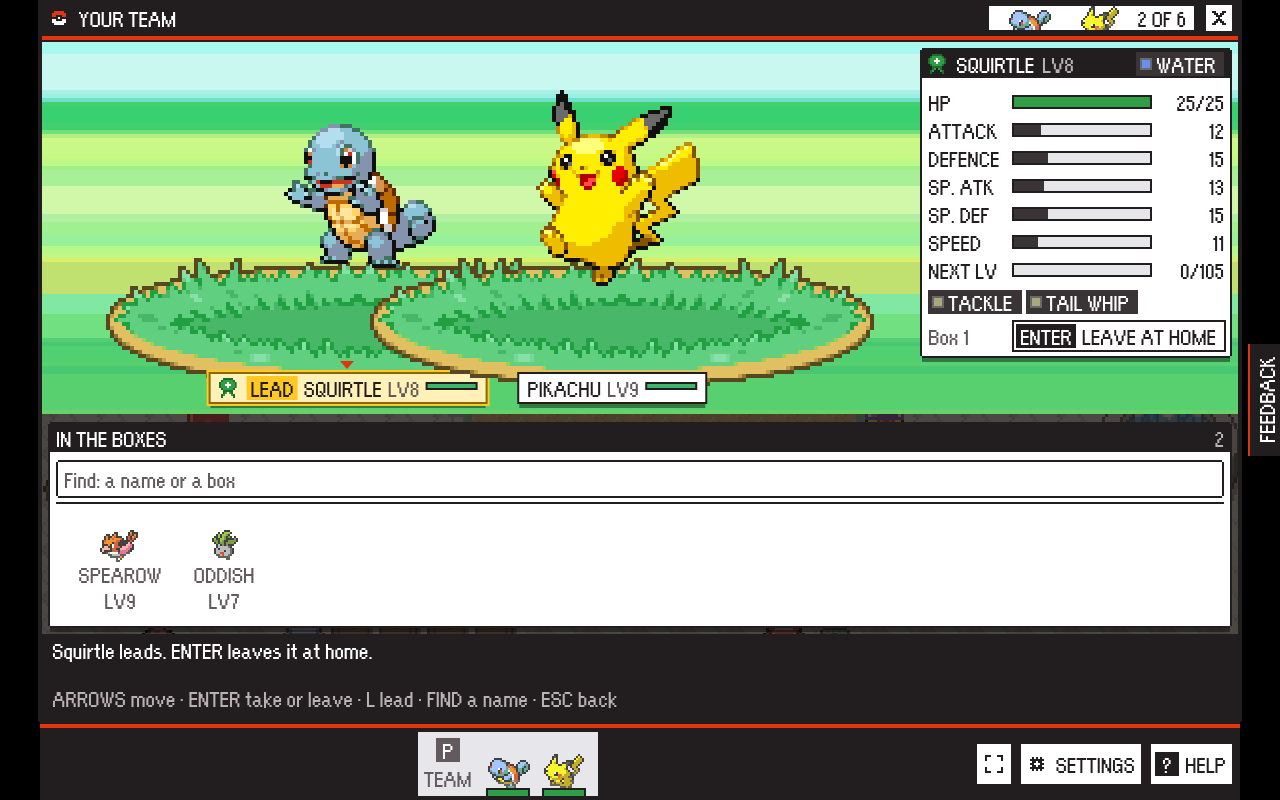 YOUR TEAM
2 OF 6 X
SQUIRTLE LV8 WATER
HP 25/25
ATTACK 12
DEFENCE 15
SP. ATK 13
SP. DEF 15
SPEED 11
NEXT LV 0/105
TACKLE TAIL WHIP
Box 1 ENTER LEAVE AT HOME
LEAD SQUIRTLE LV8
PIKACHU LV9
FEEDBACK
IN THE BOXES 2
Find: a name or a box
SPEAROW ODDISH
LV9 LV7
Squirtle leads. ENTER leaves it at home.
ARROWS move · ENTER take or leave · L lead · FIND a name · ESC back
P
TEAM
SETTINGS ? HELP